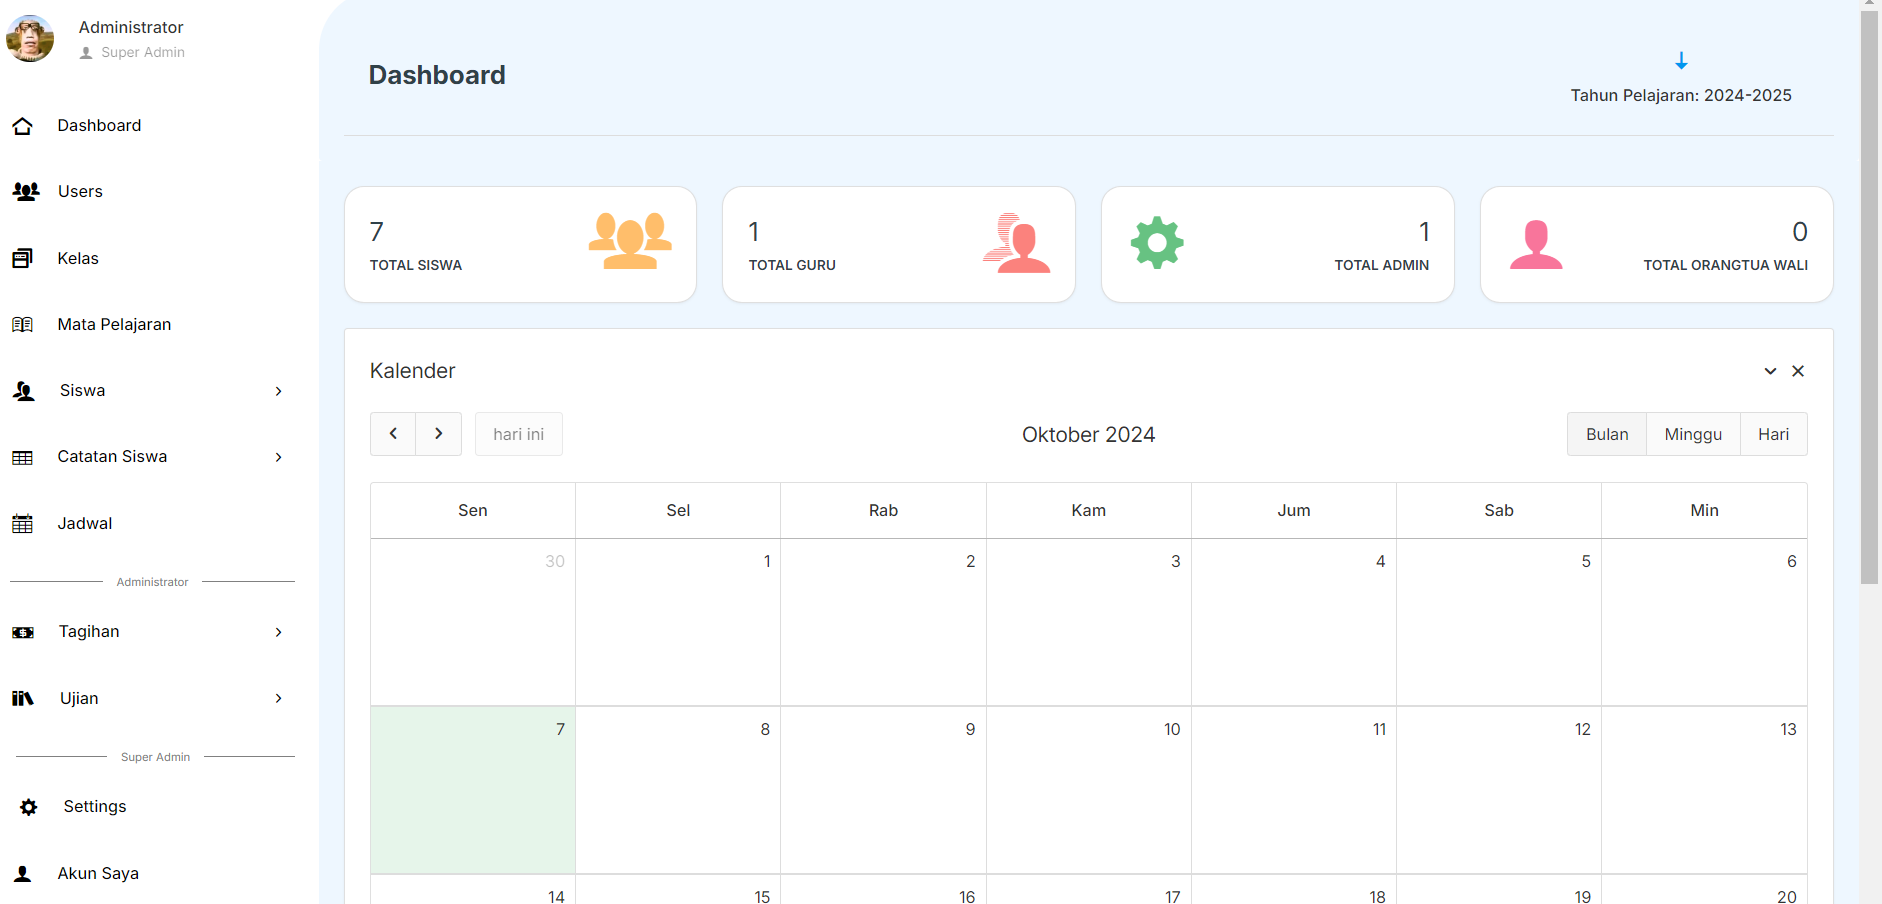 Administrator
Super Admin
Dashboard
Users
Kelas
Mata Pelajaran
Siswa
Catatan Siswa
Jadwal
Administrator
Tagihan
Ujian
Super Admin
Settings
Akun Saya
Dashboard
Tahun Pelajaran: 2024-2025
7
TOTAL SISWA
1
TOTAL GURU
1
TOTAL ADMIN
0
TOTAL ORANGTUA WALI
Kalender
hari ini
Oktober 2024
Bulan Minggu Hari
Sen Sel Rab Kam Jum Sab Min
30 1 2 3 4 5 6
7 8 9 10 11 12 13
14 15 16 17 18 19 20